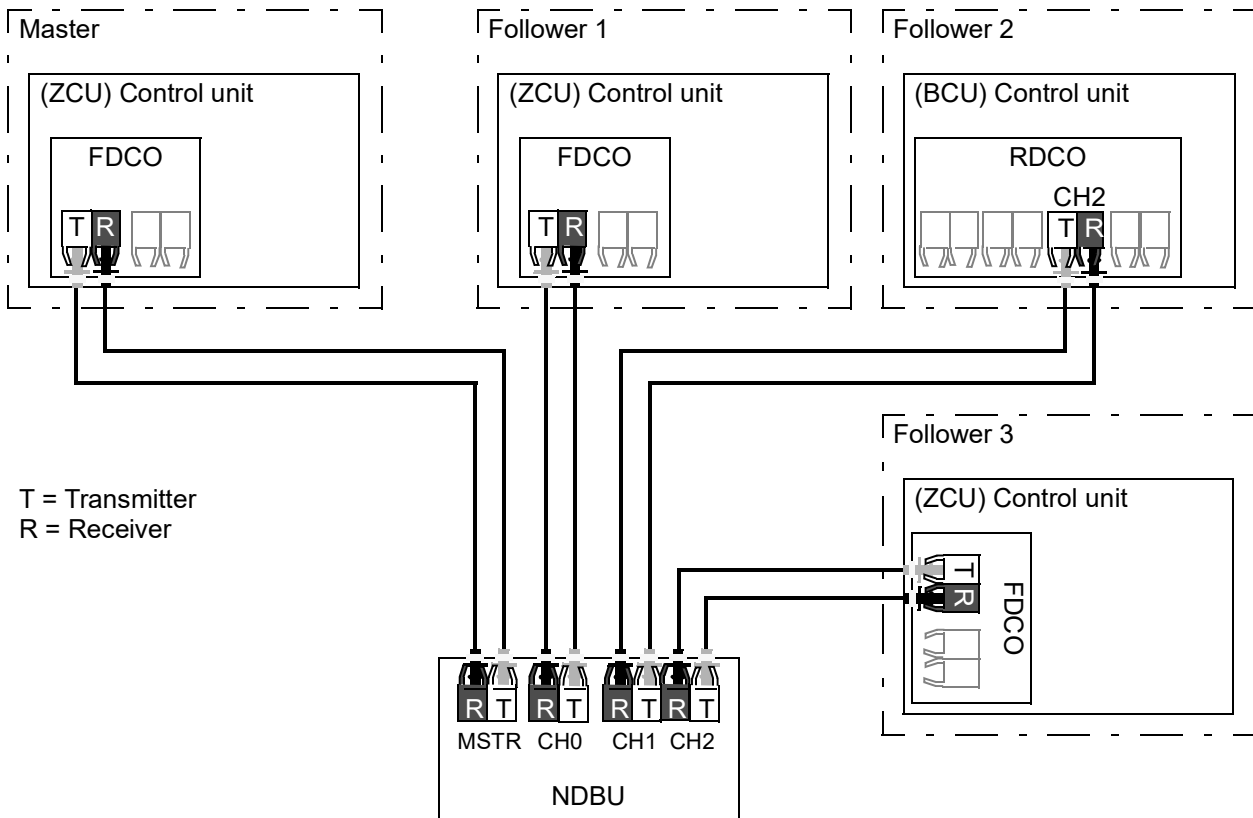 Master
(ZCU) Control unit
FDCO
T R
Follower 1
(ZCU) Control unit
FDCO
T R
Follower 2
(BCU) Control unit
RDCO
CH2
T R
Follower 3
(ZCU) Control unit
T
R
FDCO
T = Transmitter
R = Receiver
R T R T R T R T
MSTR CH0 CH1 CH2
NDBU